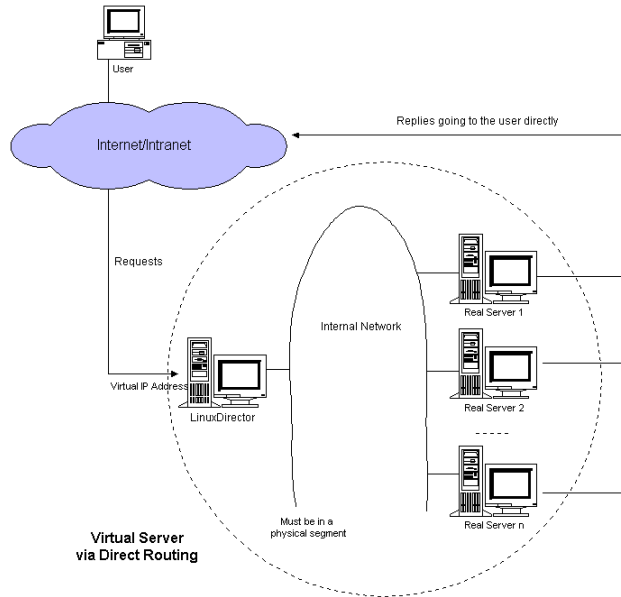 User
Replies going to the user directly
Internet/Intranet
Requests
Real Server 1
Internal Network
Virtual IP Address
LinuxDirector
Real Server 2
Must be in a
physical segment
Real Server n
Virtual Server
via Direct Routing